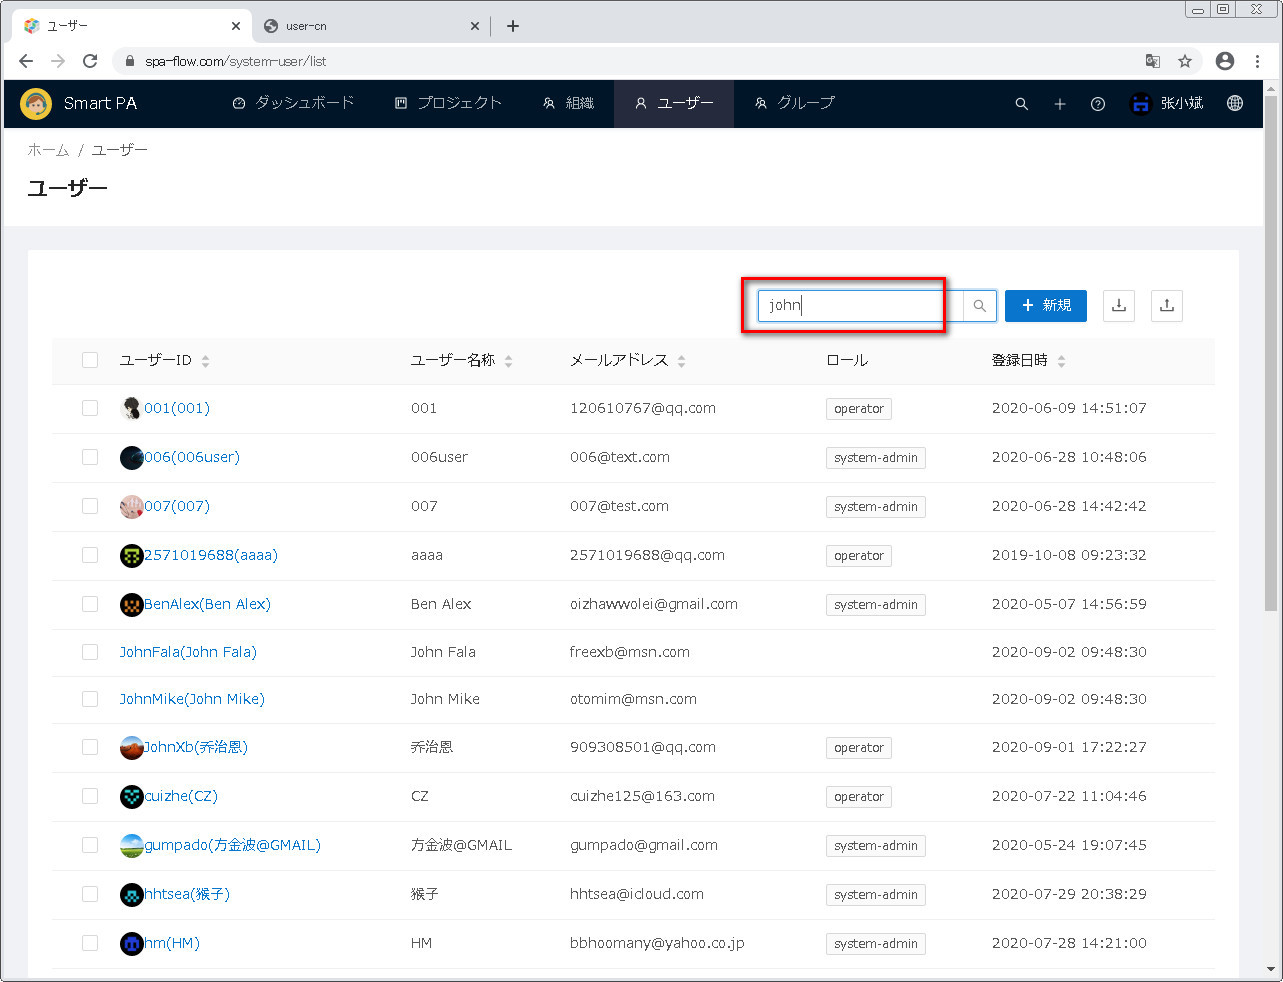 ユーザー
user-cn
spa-flow.com/system-user/list
Smart PA ダッシュボード プロジェクト 組織 ユーザー グループ 张小斌
ホーム / ユーザー
ユーザー
john
新規
ユーザーID ユーザー名称 メールアドレス ロール 登録日時
001(001) 001 120610767@qq.com operator 2020-06-09 14:51:07
006(006user) 006user 006@text.com system-admin 2020-06-28 10:48:06
007(007) 007 007@test.com system-admin 2020-06-28 14:42:42
2571019688(aaaa) aaaa 2571019688@qq.com operator 2019-10-08 09:23:32
BenAlex(Ben Alex) Ben Alex oizhawwolei@gmail.com system-admin 2020-05-07 14:56:59
JohnFala(John Fala) John Fala freexb@msn.com 2020-09-02 09:48:30
JohnMike(John Mike) John Mike otomim@msn.com 2020-09-02 09:48:30
JohnXb(乔治恩) 乔治恩 909308501@qq.com operator 2020-09-01 17:22:27
cuizhe(CZ) CZ cuizhe125@163.com operator 2020-07-22 11:04:46
gumpado(方金波@GMAIL) 方金波@GMAIL gumpado@gmail.com system-admin 2020-05-24 19:07:45
hhtsea(猴子) 猴子 hhtsea@icloud.com system-admin 2020-07-29 20:38:29
hm(HM) HM bbhoomany@yahoo.co.jp system-admin 2020-07-28 14:21:00